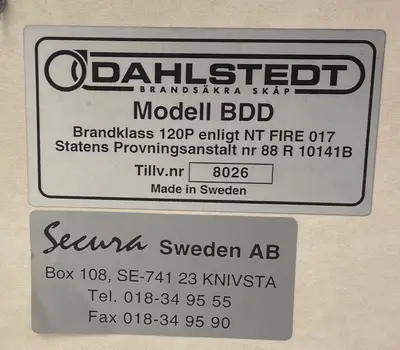 DAHLSTEDT
BRANDSÄKRA SKÅP
Modell BDD
Brandklass 120P enligt NT FIRE 017
Statens Provningsanstalt nr 88 R 10141B
Tillv.nr 8026
Made in Sweden
Secura Sweden AB
Box 108, SE-741 23 KNIVSTA
Tel. 018-34 95 55
Fax 018-34 95 90